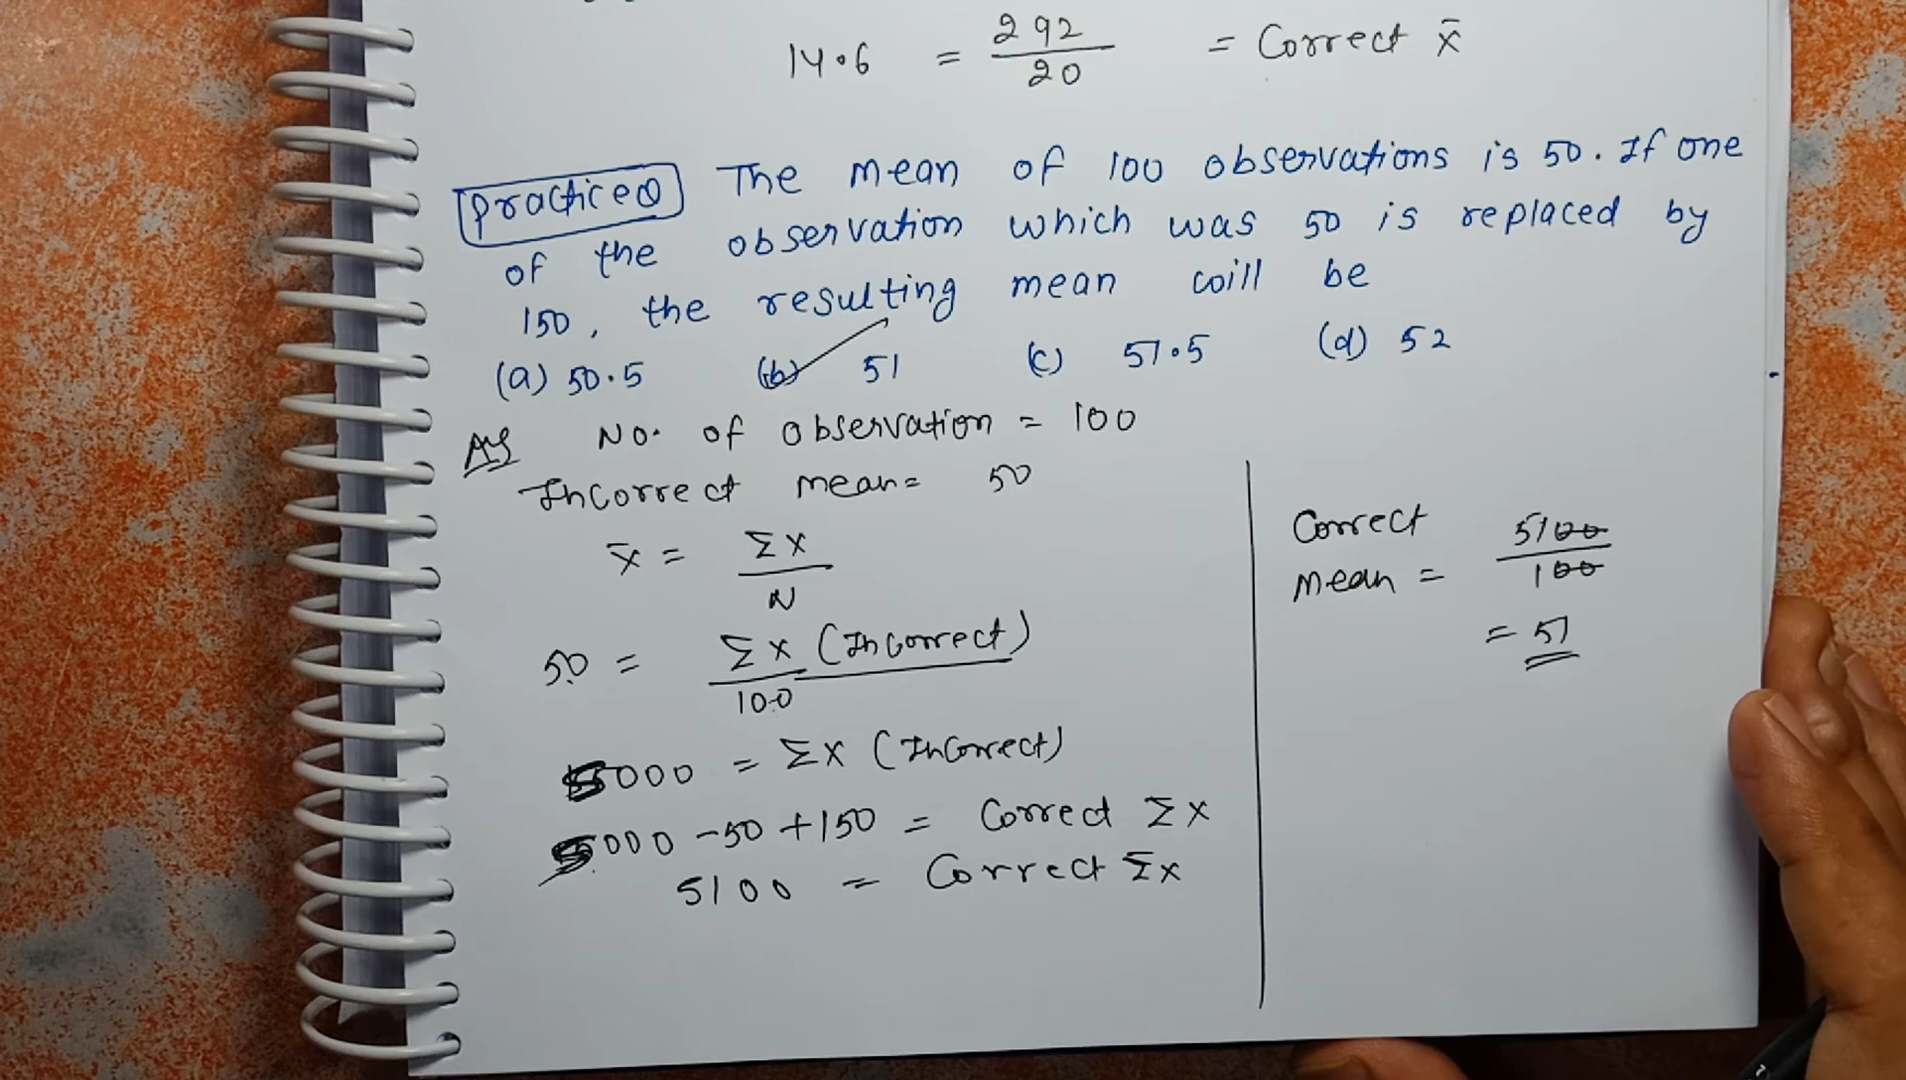 14.6 = 292/20 = Correct x̄
Practice Q The mean of 100 observations is 50. If one
of the observation which was 50 is replaced by
150, the resulting mean will be
(a) 50.5 (b) 51 (c) 51.5 (d) 52
No. of observation = 100
Incorrect mean = 50
x̄ = ΣX/N
50 = ΣX (Incorrect)/100
5000 = ΣX (Incorrect)
5000 - 50 + 150 = Correct ΣX
5100 = Correct ΣX
Correct
mean = 5100/100
= 51